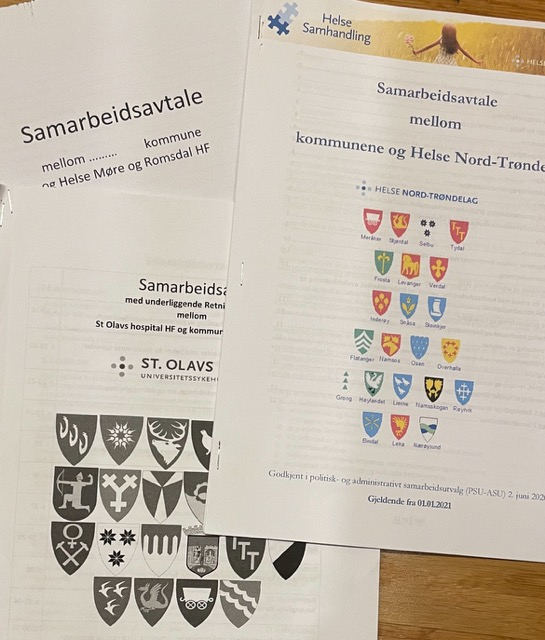 Samarbeidsavtale
mellom ......... kommune
og Helse Møre og Romsdal HF
Samarbeidsa
med underliggende Retni
mellom
St Olavs hospital HF og kommun
ST. OLAVS
UNIVERSITETSSYKEH
Helse
Samhandling
HELSE
Samarbeidsavtale
mellom
kommunene og Helse Nord-Trønde
HELSE NORD-TRØNDELAG
Meråker Stjørdal Selbu Tydal
Frosta Levanger Verdal
Inderøy Snåsa Steinkjer
Flatanger Namsos Osen Overhalla
Grong Høylandet Lierne Namsskogan Røyrvik
Bindal Leka Nærøysund
Godkjent i politisk- og administrativt samarbeidsutvalg (PSU-ASU) 2. juni 202
Gjeldende fra 01.01.2021